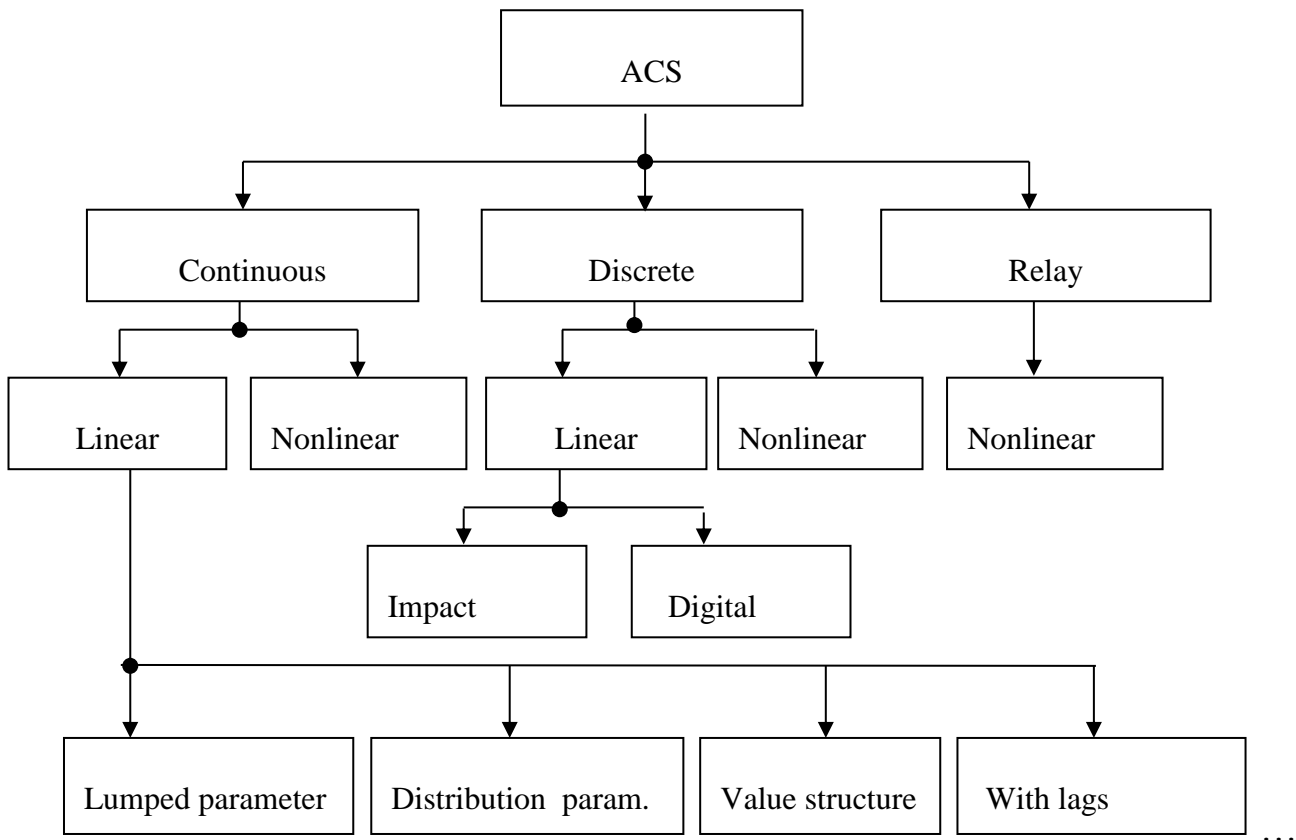 ACS
Continuous
Discrete
Relay
Linear
Nonlinear
Linear
Nonlinear
Nonlinear
Impact
Digital
Lumped parameter
Distribution param.
Value structure
With lags
...